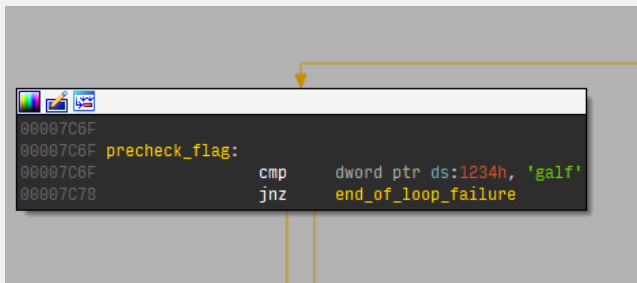 00007C6F
00007C6F precheck_flag:
00007C6F cmp dword ptr ds:1234h, 'galf'
00007C78 jnz end_of_loop_failure